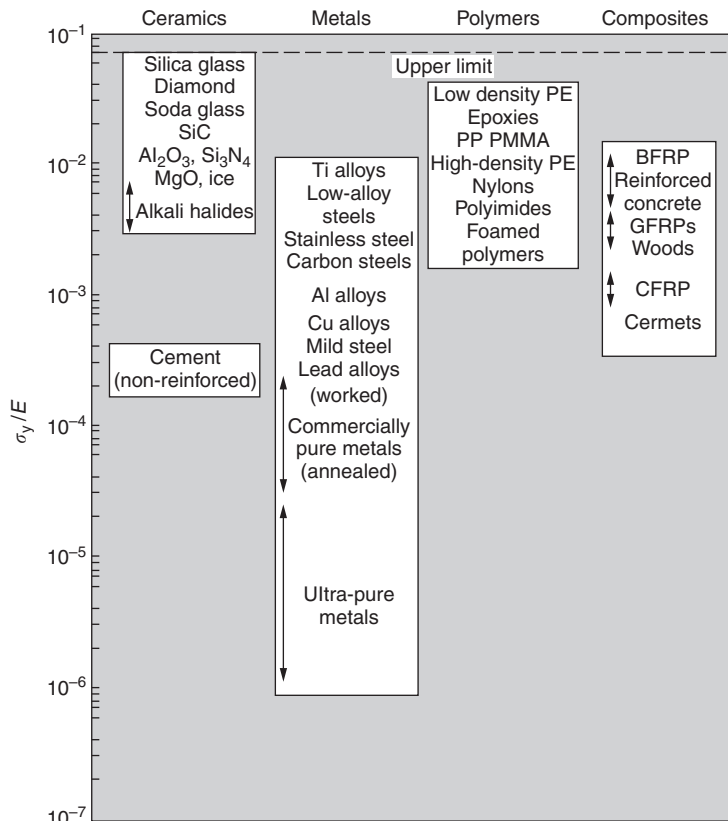 Ceramics Metals Polymers Composites
10⁻¹
Upper limit
Silica glass
Diamond
Soda glass
SiC
Al₂O₃, Si₃N₄
MgO, ice
Alkali halides
Cement
(non-reinforced)
Ti alloys
Low-alloy
steels
Stainless steel
Carbon steels
Al alloys
Cu alloys
Mild steel
Lead alloys
(worked)
Commercially
pure metals
(annealed)
Ultra-pure
metals
Low density PE
Epoxies
PP PMMA
High-density PE
Nylons
Polyimides
Foamed
polymers
BFRP
Reinforced
concrete
GFRPs
Woods
CFRP
Cermets
10⁻²
10⁻³
10⁻⁴
10⁻⁵
10⁻⁶
10⁻⁷
σy/E